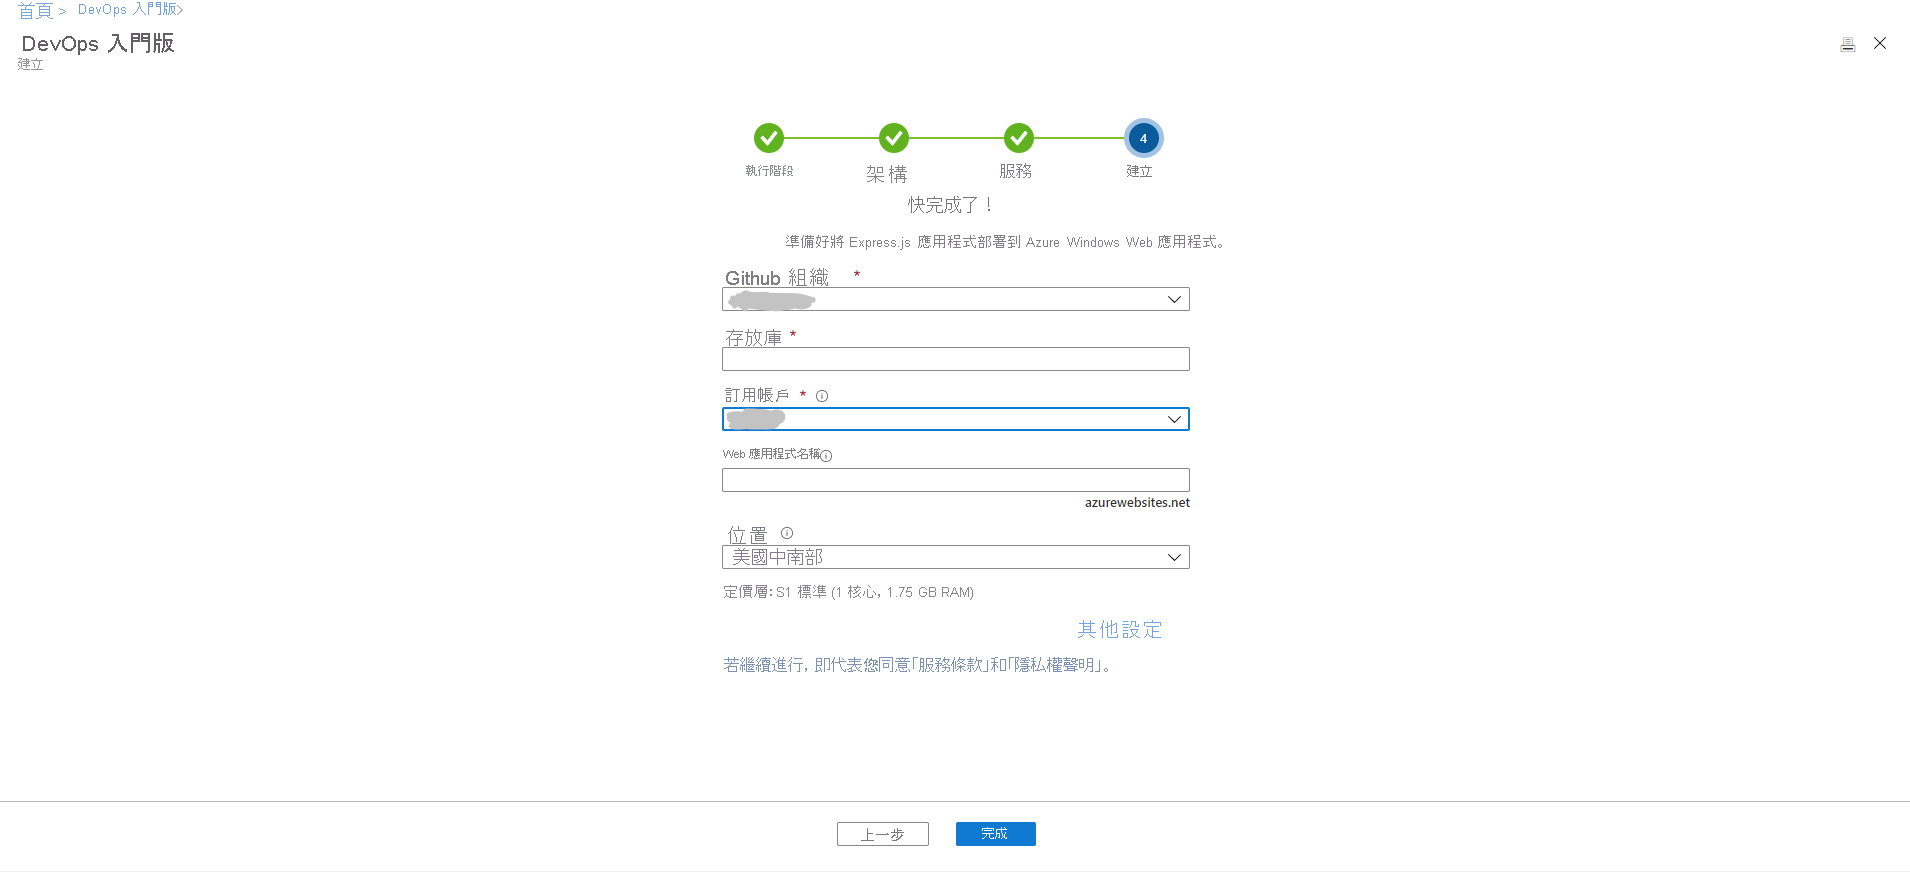 首頁 > DevOps 入門版>
DevOps 入門版
建立
4
執行階段 架構 服務 建立
快完成了！
準備好將 Express.js 應用程式部署到 Azure Windows Web 應用程式。
Github 組織 *
存放庫 *
訂用帳戶 *
Web 應用程式名稱
azurewebsites.net
位置
美國中南部
定價層: S1 標準 (1 核心, 1.75 GB RAM)
其他設定
若繼續進行, 即代表您同意「服務條款」和「隱私權聲明」。
上一步 完成